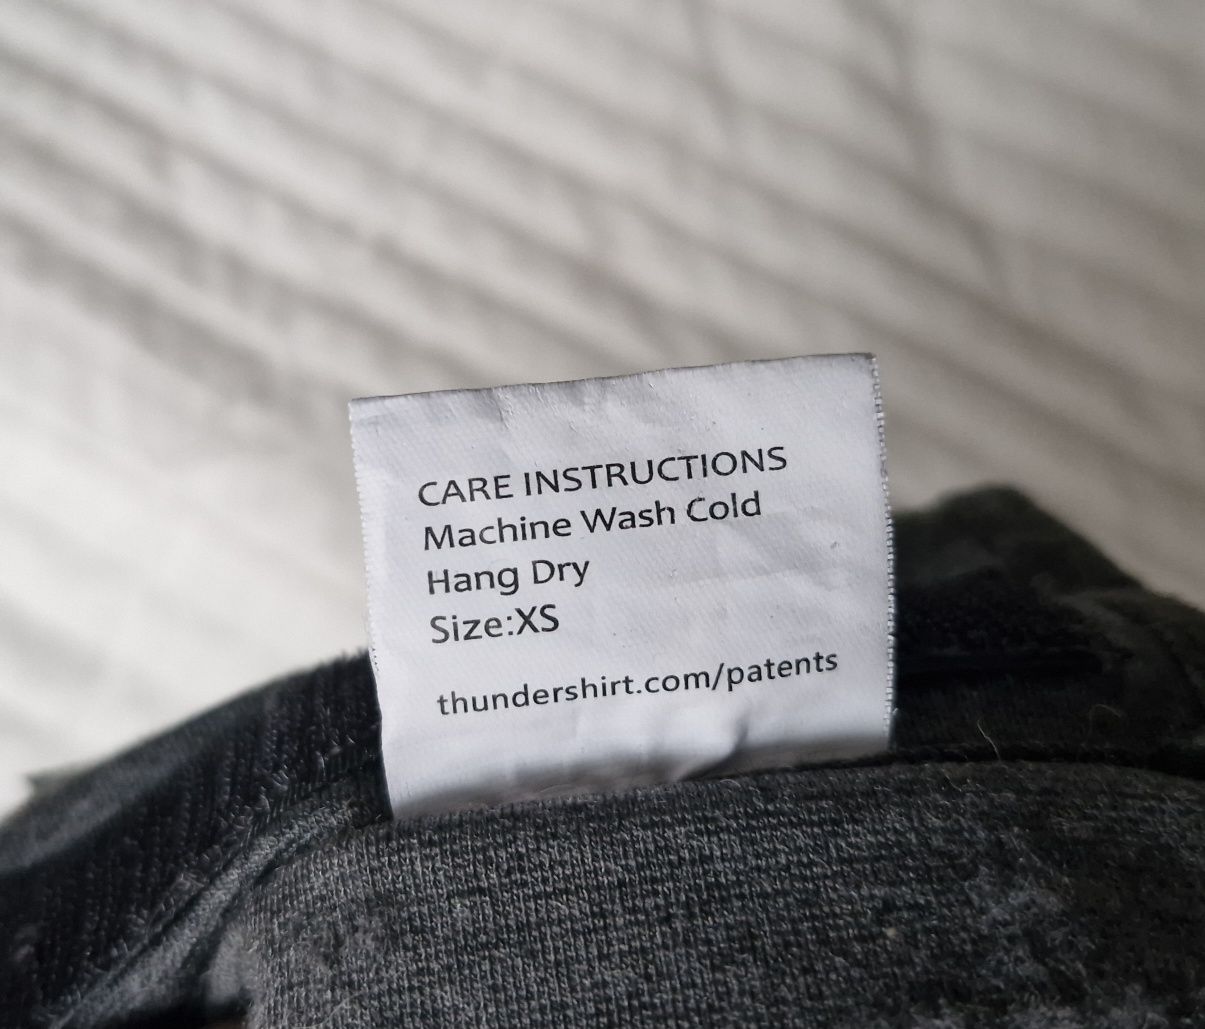 CARE INSTRUCTIONS
Machine Wash Cold
Hang Dry
Size:XS
thundershirt.com/patents